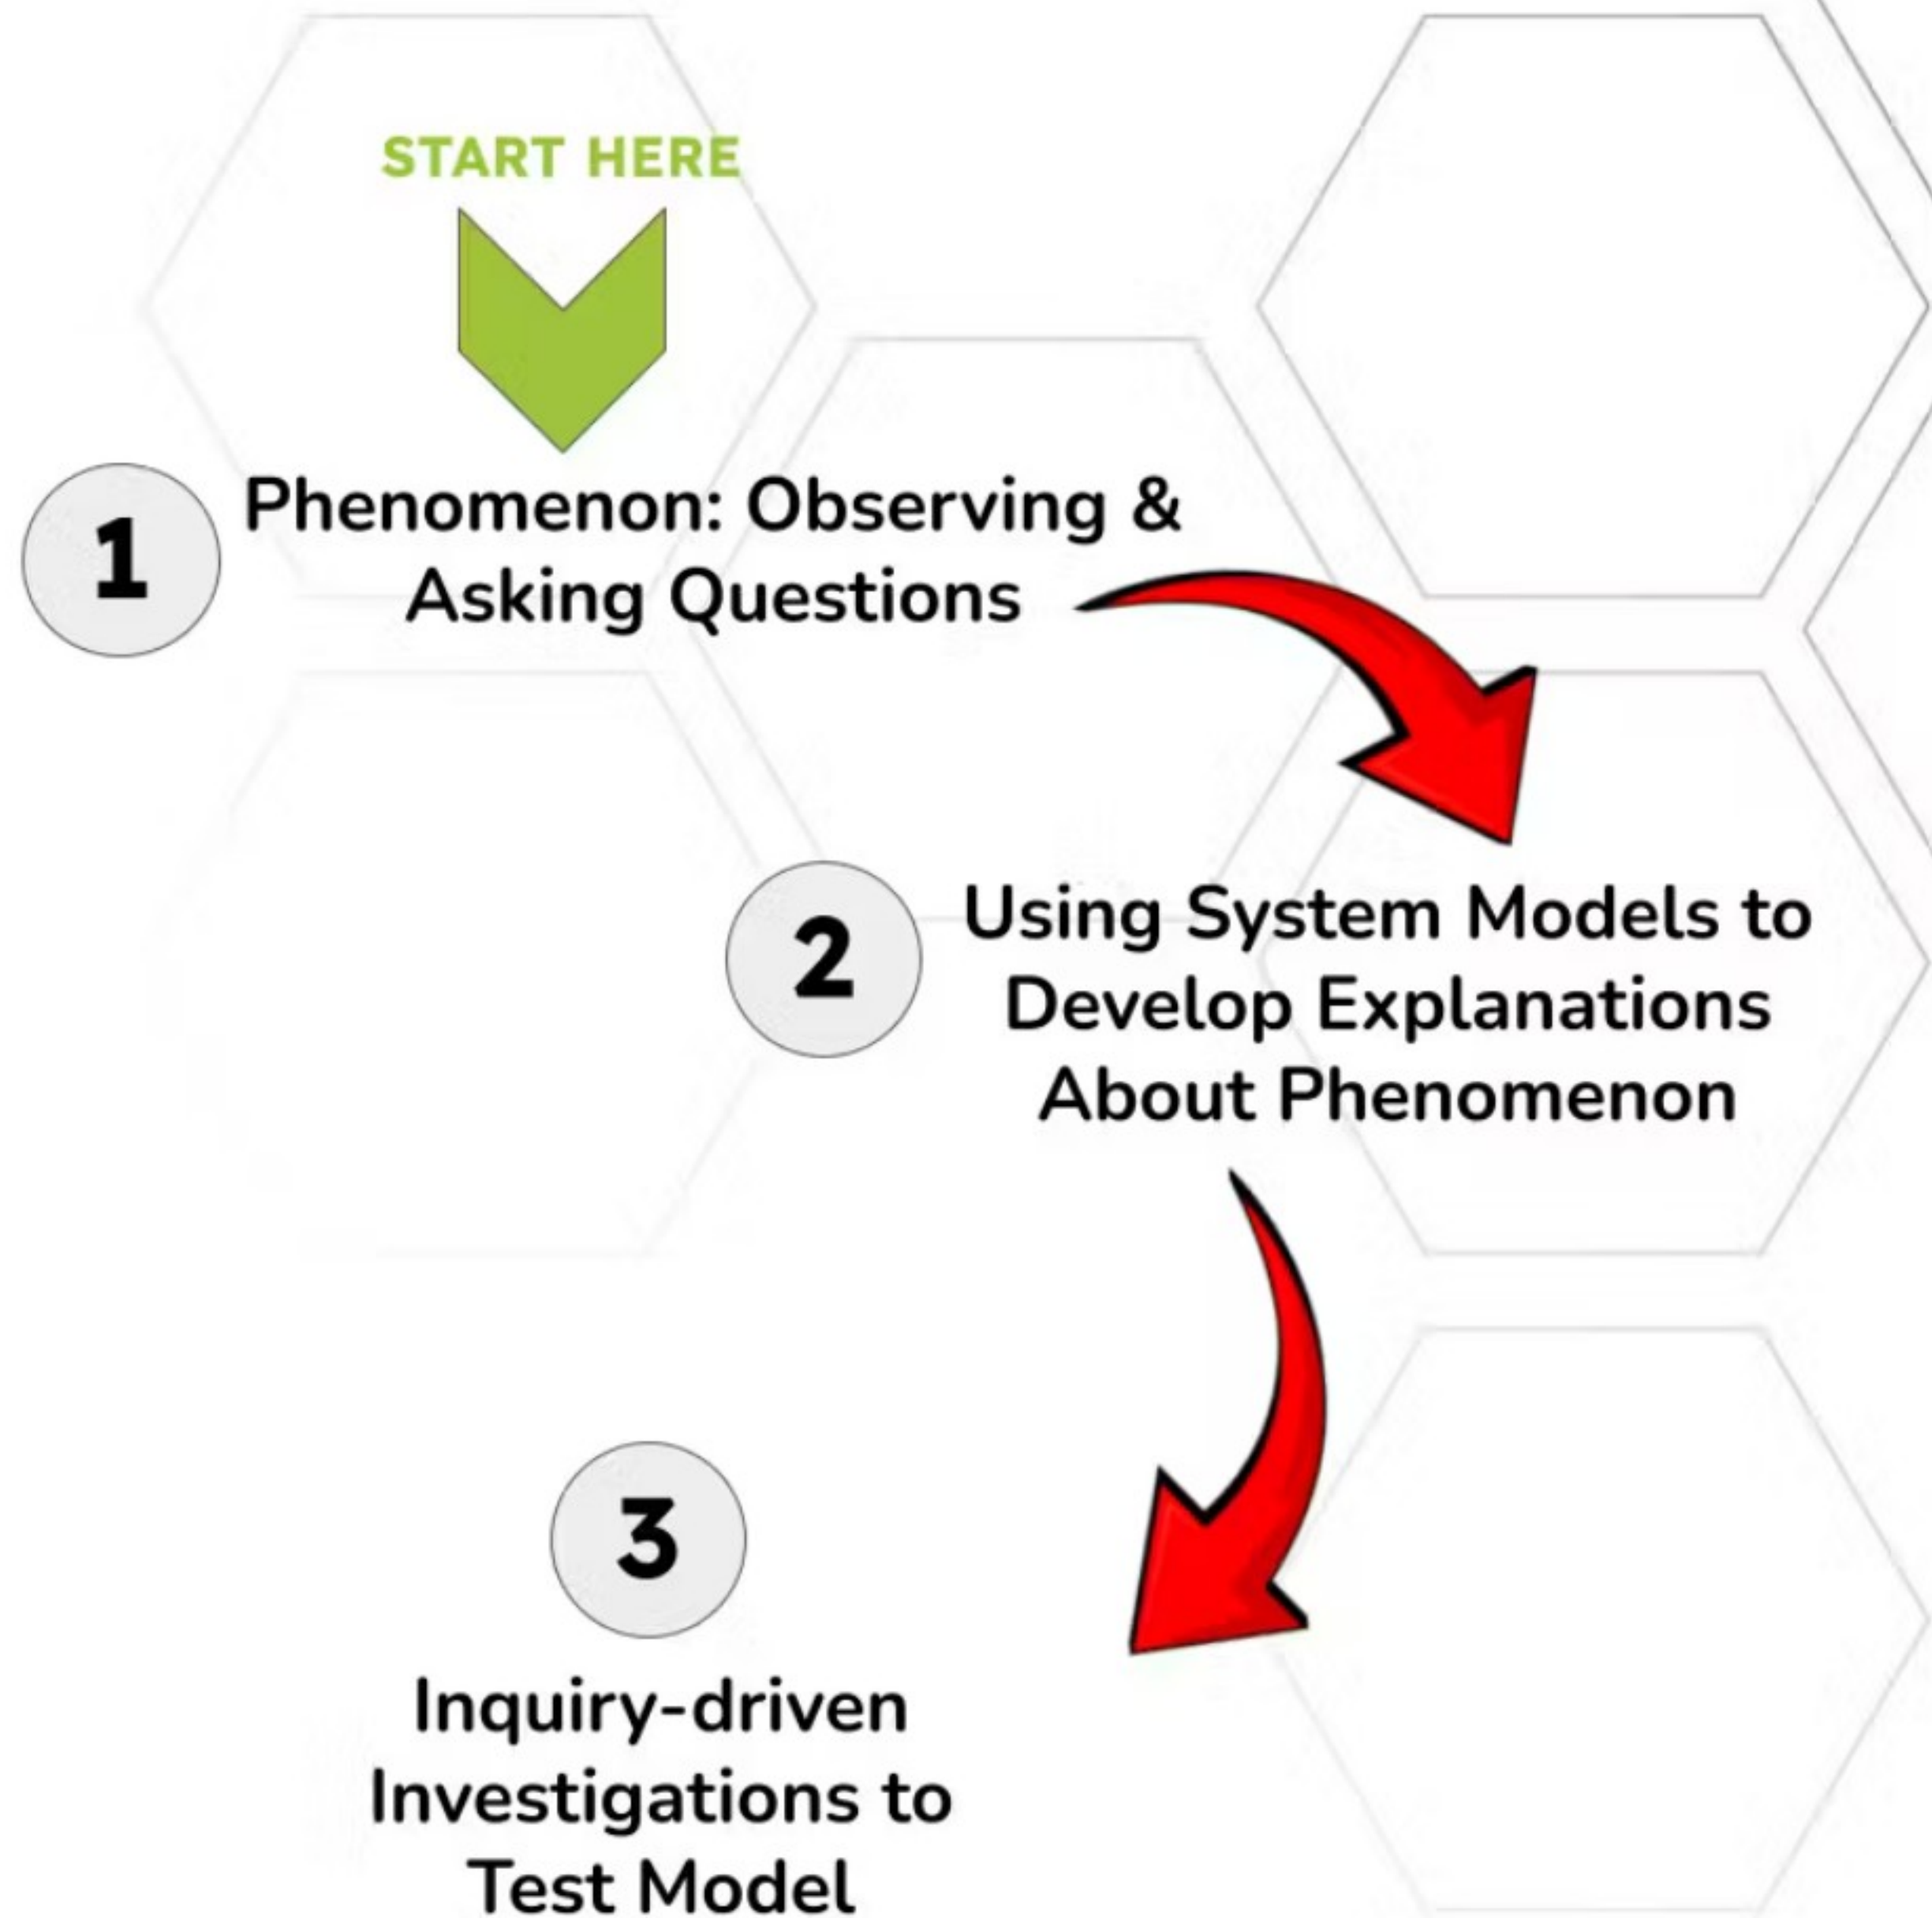 START HERE
1
Phenomenon: Observing &
Asking Questions
2
Using System Models to
Develop Explanations
About Phenomenon
3
Inquiry-driven
Investigations to
Test Model